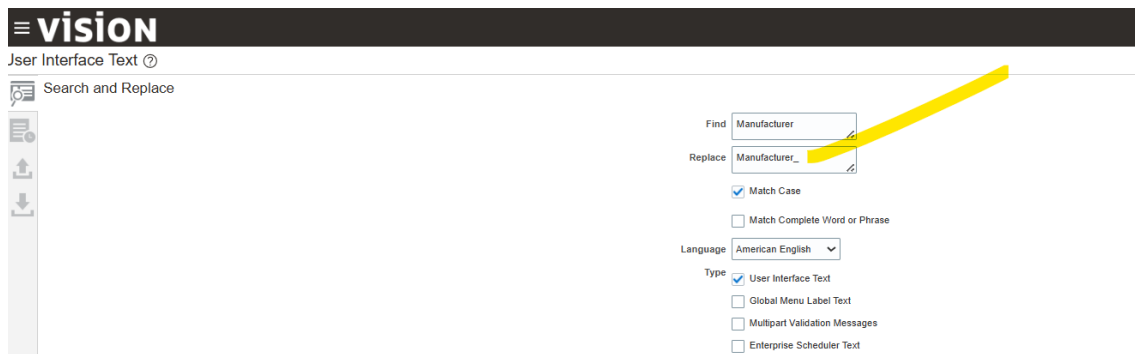 VISION
User Interface Text
Search and Replace
Find Manufacturer
Replace Manufacturer_
Match Case
Match Complete Word or Phrase
Language American English
Type User Interface Text
Global Menu Label Text
Multipart Validation Messages
Enterprise Scheduler Text